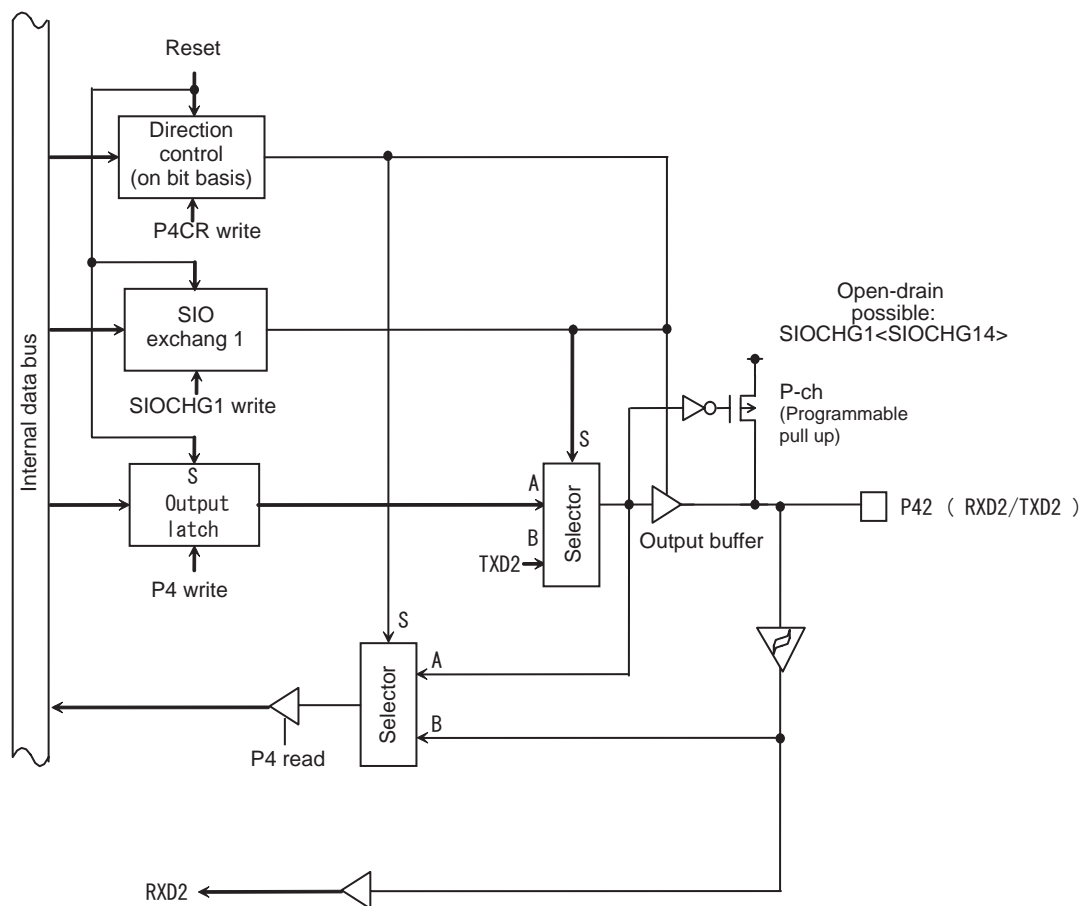 Reset
Direction
control
(on bit basis)
P4CR write
SIO
exchang 1
SIOCHG1 write
Internal data bus
S
Output
latch
P4 write
Open-drain
possible:
SIOCHG1<SIOCHG14>
P-ch
(Programmable
pull up)
S
A
B
TXD2
Selector
Output buffer
P42 ( RXD2/TXD2 )
S
A
B
Selector
P4 read
RXD2